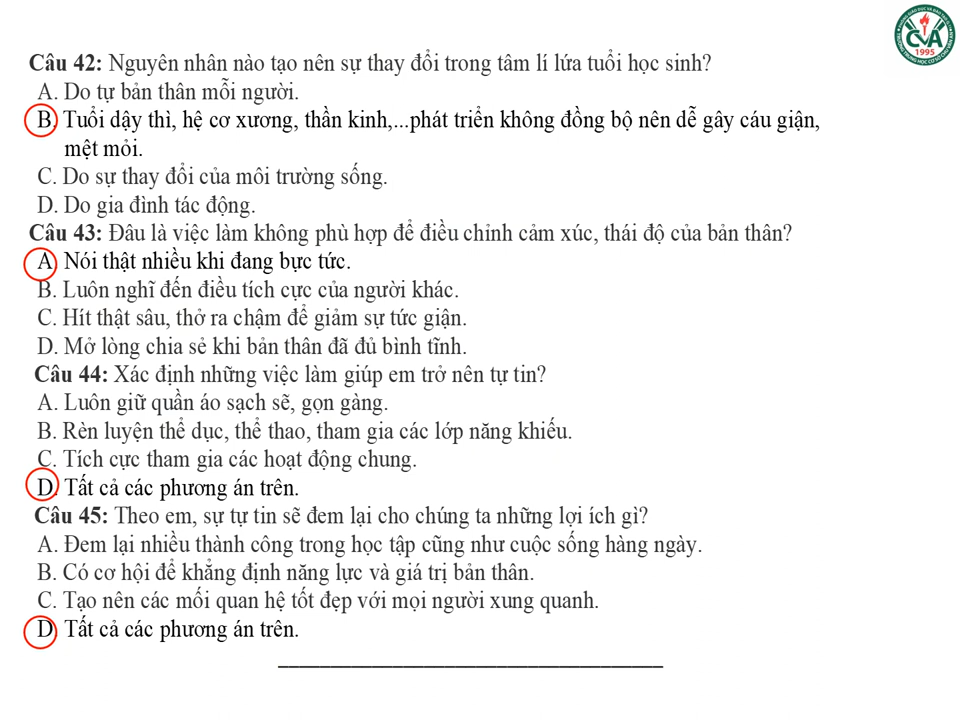 CVA
1995
Câu 42: Nguyên nhân nào tạo nên sự thay đổi trong tâm lí lứa tuổi học sinh?
A. Do tự bản thân mỗi người.
B. Tuổi dậy thì, hệ cơ xương, thần kinh,...phát triển không đồng bộ nên dễ gây cáu giận,
mệt mỏi.
C. Do sự thay đổi của môi trường sống.
D. Do gia đình tác động.
Câu 43: Đâu là việc làm không phù hợp để điều chỉnh cảm xúc, thái độ của bản thân?
A. Nói thật nhiều khi đang bực tức.
B. Luôn nghĩ đến điều tích cực của người khác.
C. Hít thật sâu, thở ra chậm để giảm sự tức giận.
D. Mở lòng chia sẻ khi bản thân đã đủ bình tĩnh.
Câu 44: Xác định những việc làm giúp em trở nên tự tin?
A. Luôn giữ quần áo sạch sẽ, gọn gàng.
B. Rèn luyện thể dục, thể thao, tham gia các lớp năng khiếu.
C. Tích cực tham gia các hoạt động chung.
D. Tất cả các phương án trên.
Câu 45: Theo em, sự tự tin sẽ đem lại cho chúng ta những lợi ích gì?
A. Đem lại nhiều thành công trong học tập cũng như cuộc sống hàng ngày.
B. Có cơ hội để khẳng định năng lực và giá trị bản thân.
C. Tạo nên các mối quan hệ tốt đẹp với mọi người xung quanh.
D. Tất cả các phương án trên.